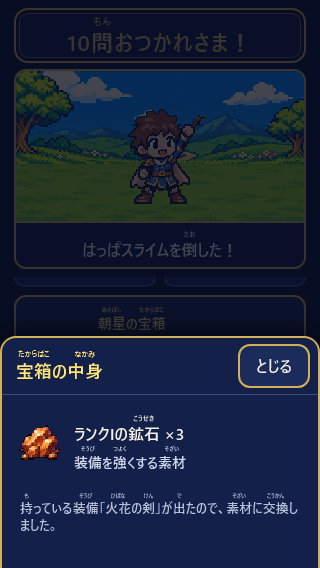 10問おつかれさま！
はっぱスライムを倒した！
朝星の宝箱
宝箱の中身
とじる
ランクIの鉱石 ×3
装備を強くする素材
持っている装備「火花の剣」が出たので、素材に交換し
ました。